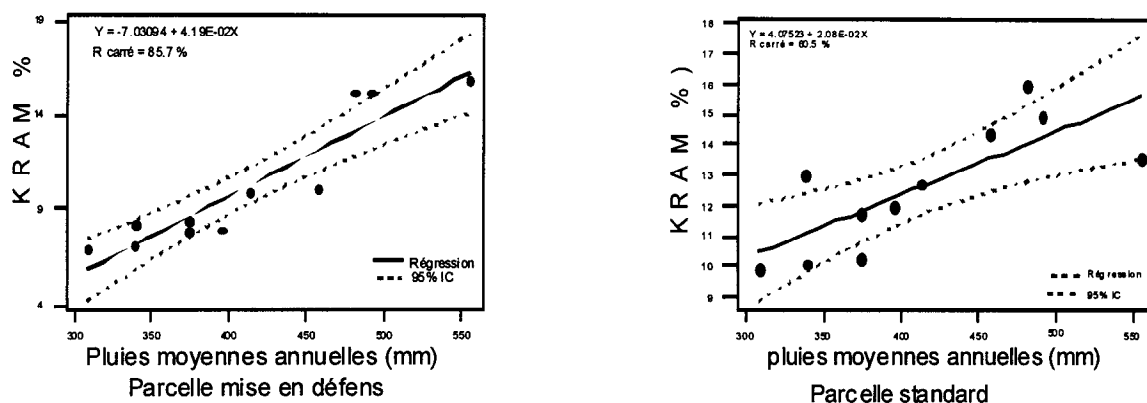 19
14
9
4
K R A M %
Y = -7.03094 + 4.19E-02X
R carré = 85.7 %
Régression
95% IC
300 350 400 450 500 550
Pluies moyennes annuelles (mm)
Parcelle mise en défens
18
17
16
15
14
13
12
11
10
9
K R A M %)
Y = 4.07523 + 2.08E-02X
R carré = 60.5 %
Régression
95% IC
300 350 400 450 500 550
pluies moyennes annuelles (mm)
Parcelle standard